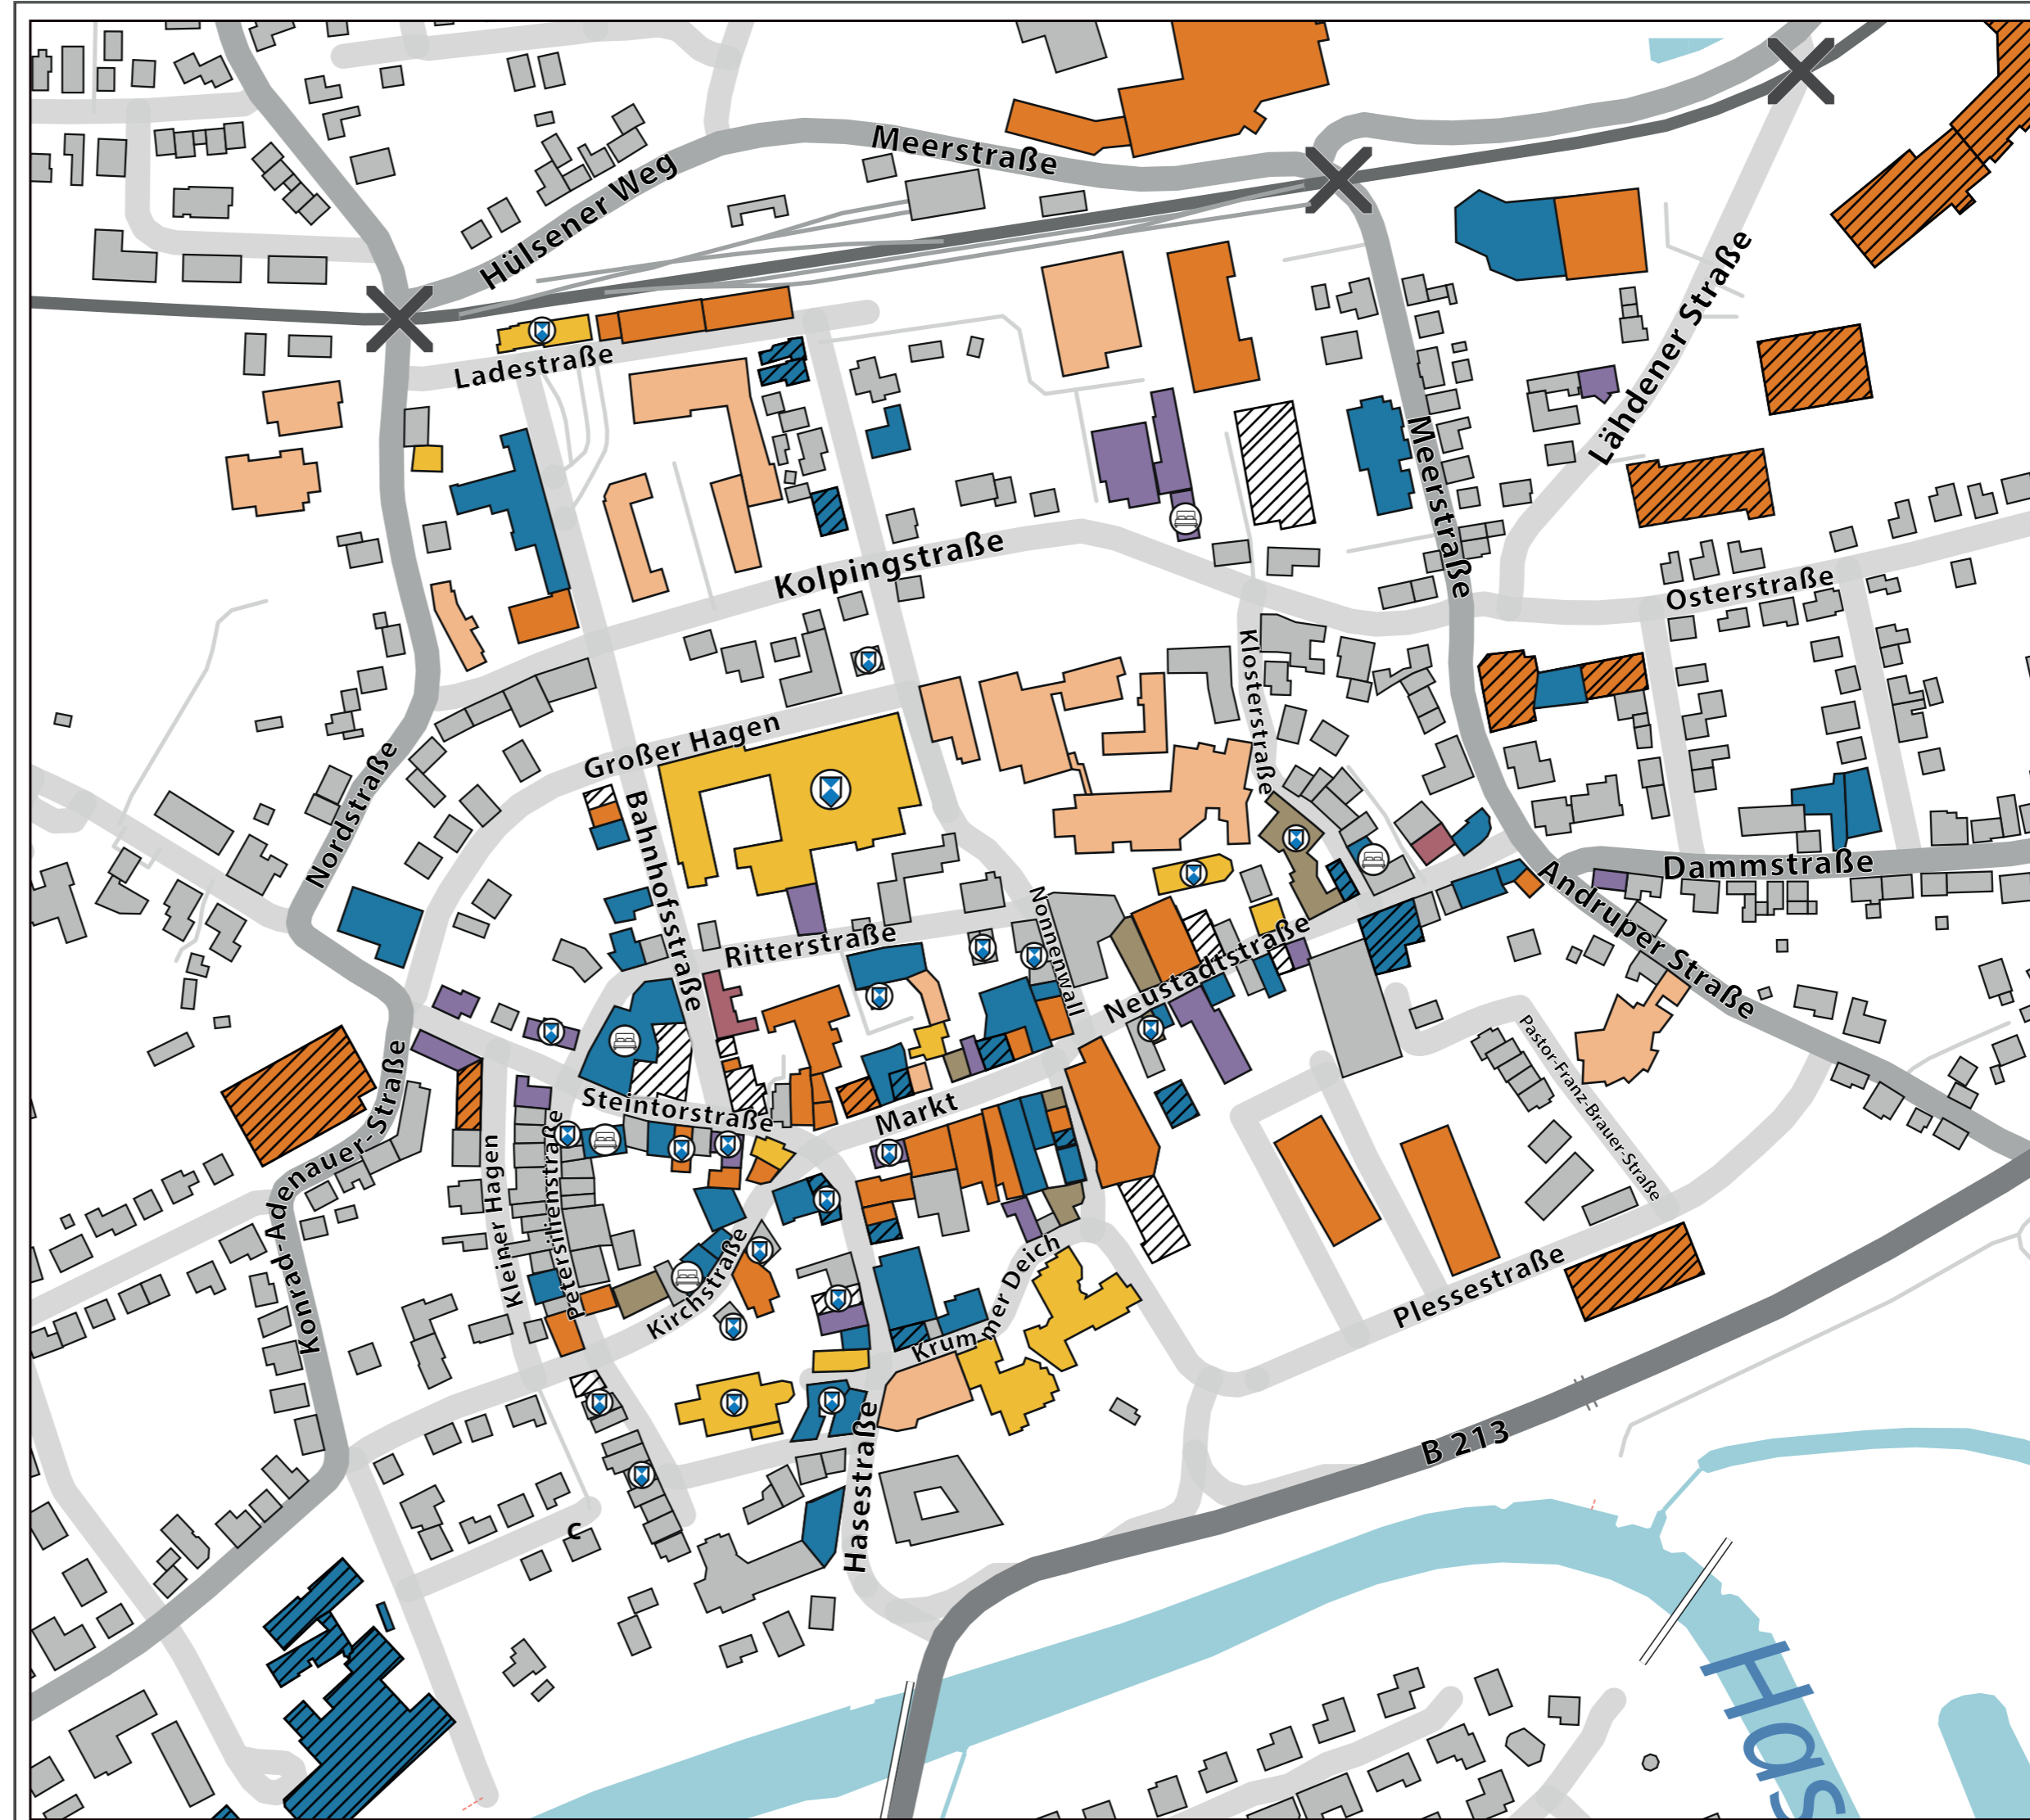 Meerstraße
Hülsener Weg
Lähdener Straße
Ladestraße
Meerstraße
Kolpingstraße
Osterstraße
Klosterstraße
Großer Hagen
Nordstraße
Bahnhofsstraße
Dammstraße
Andruper Straße
Ritterstraße
Nonnenwall
Neustadtstraße
Pastor-Franz-Brauer-Straße
Steintorstraße
Markt
Konrad-Adenauer-Straße
Kleiner Hagen
Petersilienstraße
Kirchstraße
Krummer Deich
Plessestraße
Hasestraße
B 213
C
Has